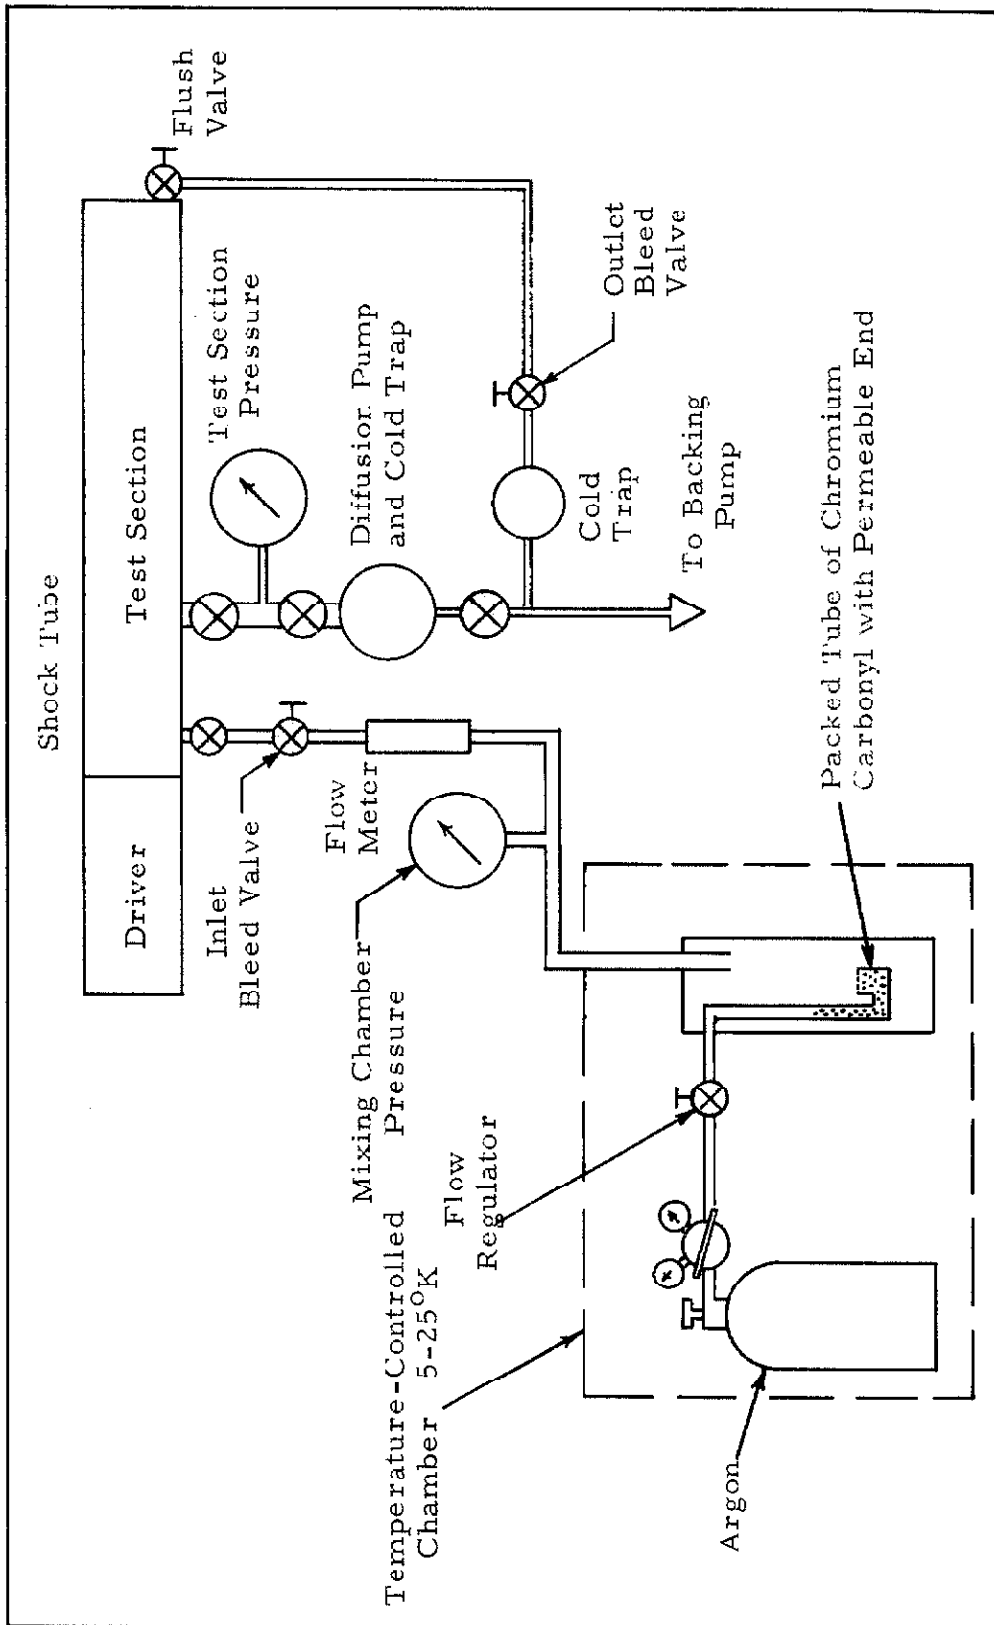 Shock Tube
Driver
Test Section
Flush
Valve
Inlet
Bleed Valve
Flow
Meter
Test Section
Pressure
Diffusion Pump
and Cold Trap
Mixing Chamber
Pressure
Cold
Trap
Outlet
Bleed
Valve
To Backing
Pump
Temperature-Controlled
Chamber 5-25°K
Flow
Regulator
Packed Tube of Chromium
Carbonyl with Permeable End
Argon